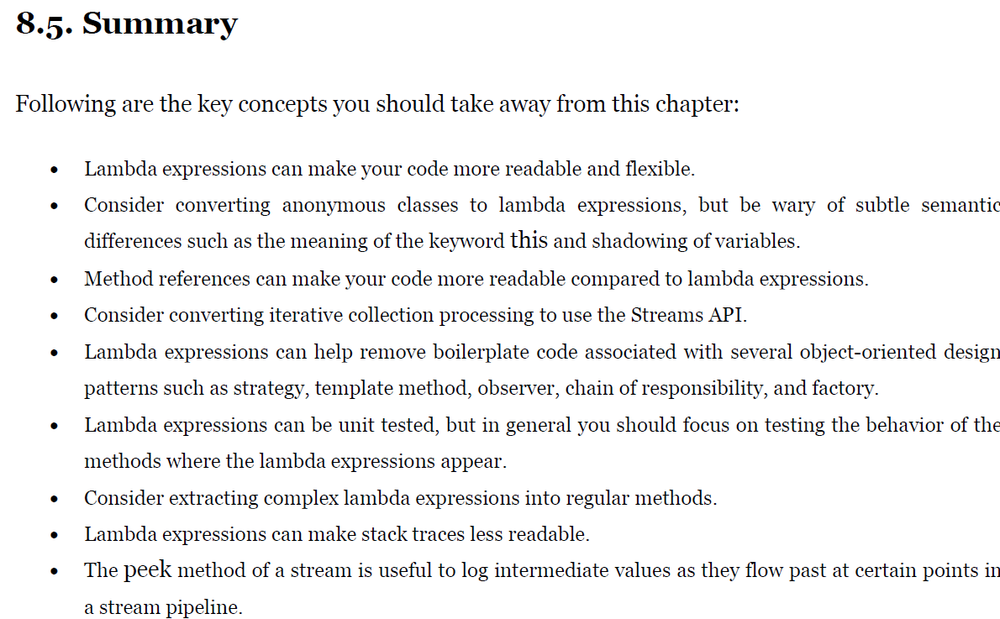 8.5. Summary
Following are the key concepts you should take away from this chapter:
• Lambda expressions can make your code more readable and flexible.
• Consider converting anonymous classes to lambda expressions, but be wary of subtle semantic
differences such as the meaning of the keyword this and shadowing of variables.
• Method references can make your code more readable compared to lambda expressions.
• Consider converting iterative collection processing to use the Streams API.
• Lambda expressions can help remove boilerplate code associated with several object-oriented design
patterns such as strategy, template method, observer, chain of responsibility, and factory.
• Lambda expressions can be unit tested, but in general you should focus on testing the behavior of the
methods where the lambda expressions appear.
• Consider extracting complex lambda expressions into regular methods.
• Lambda expressions can make stack traces less readable.
• The peek method of a stream is useful to log intermediate values as they flow past at certain points in
a stream pipeline.